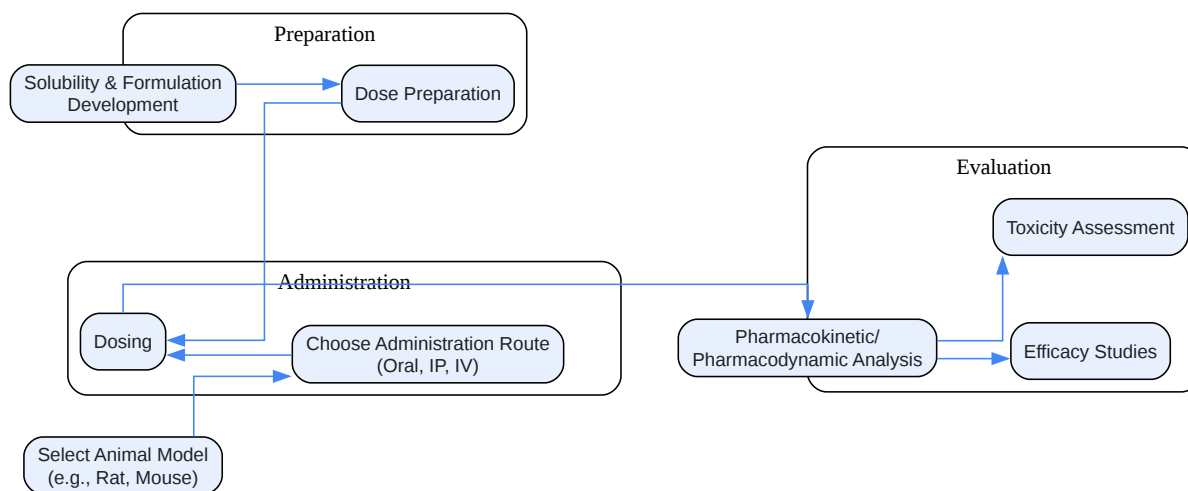 Preparation
Solubility & Formulation
Development
Dose Preparation
Evaluation
Toxicity Assessment
Administration
Dosing
Choose Administration Route
(Oral, IP, IV)
Pharmacokinetic/
Pharmacodynamic Analysis
Efficacy Studies
Select Animal Model
(e.g., Rat, Mouse)